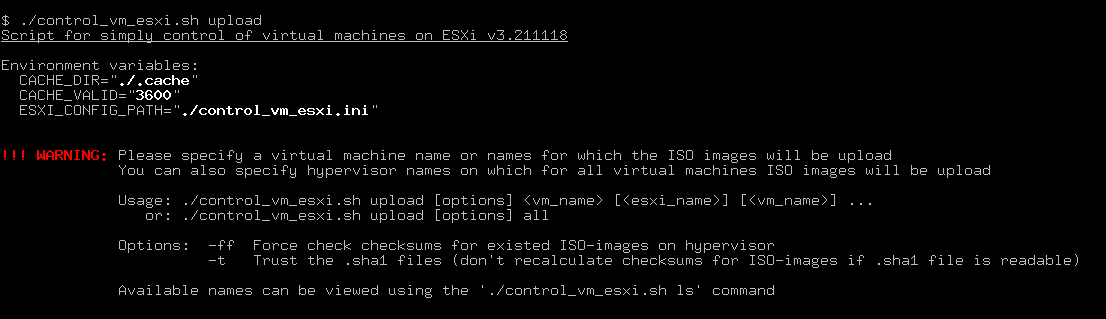 $ ./control_vm_esxi.sh upload
Script for simply control of virtual machines on ESXi v3.211118
Environment variables:
CACHE_DIR="./.cache"
CACHE_VALID="3600"
ESXI_CONFIG_PATH="./control_vm_esxi.ini"
!!! WARNING: Please specify a virtual machine name or names for which the ISO images will be upload
You can also specify hypervisor names on which for all virtual machines ISO images will be upload
Usage: ./control_vm_esxi.sh upload [options] <vm_name> [<esxi_name>] [<vm_name>] ...
or: ./control_vm_esxi.sh upload [options] all
Options: -ff Force check checksums for existed ISO-images on hypervisor
-t Trust the .sha1 files (don't recalculate checksums for ISO-images if .sha1 file is readable)
Available names can be viewed using the './control_vm_esxi.sh ls' command